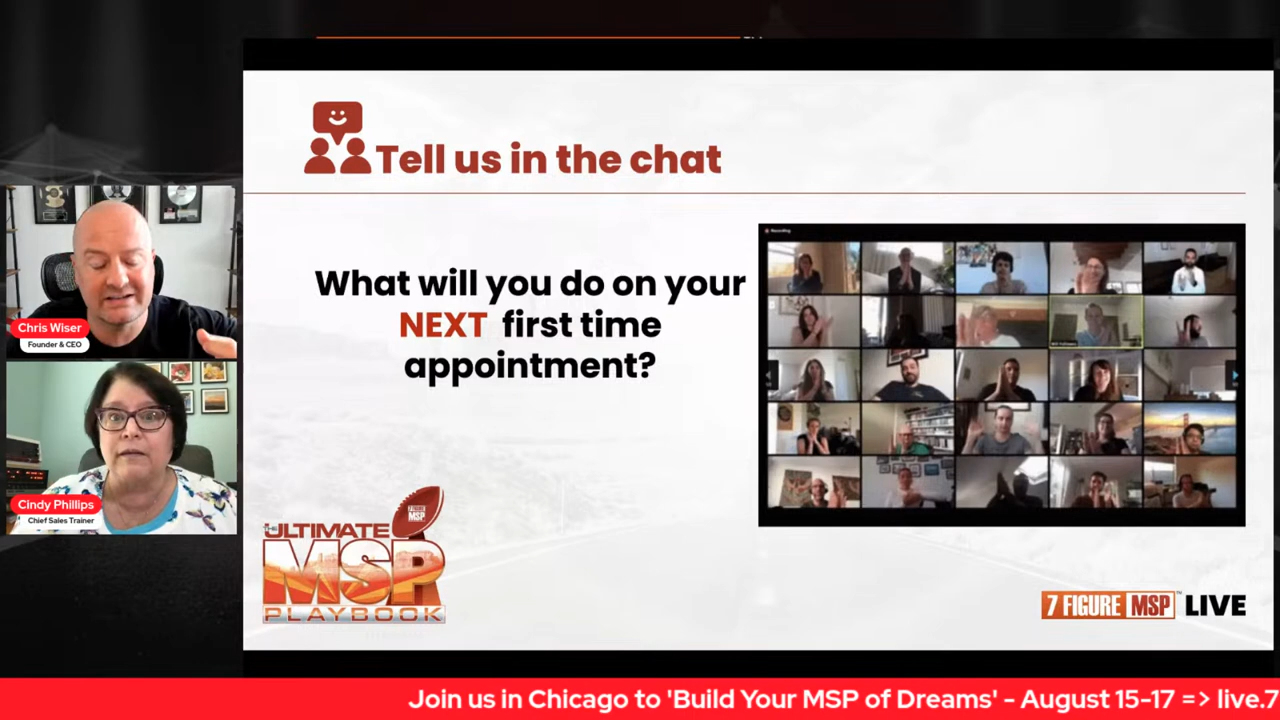 Tell us in the chat
What will you do on your
NEXT first time
appointment?
Recording
Chris Wiser
Founder & CEO
Cindy Phillips
Chief Sales Trainer
7 FIGURE
MSP
THE
ULTIMATE
MSP
PLAYBOOK
7 FIGURE MSP™ LIVE
Join us in Chicago to 'Build Your MSP of Dreams' - August 15-17 => live.7